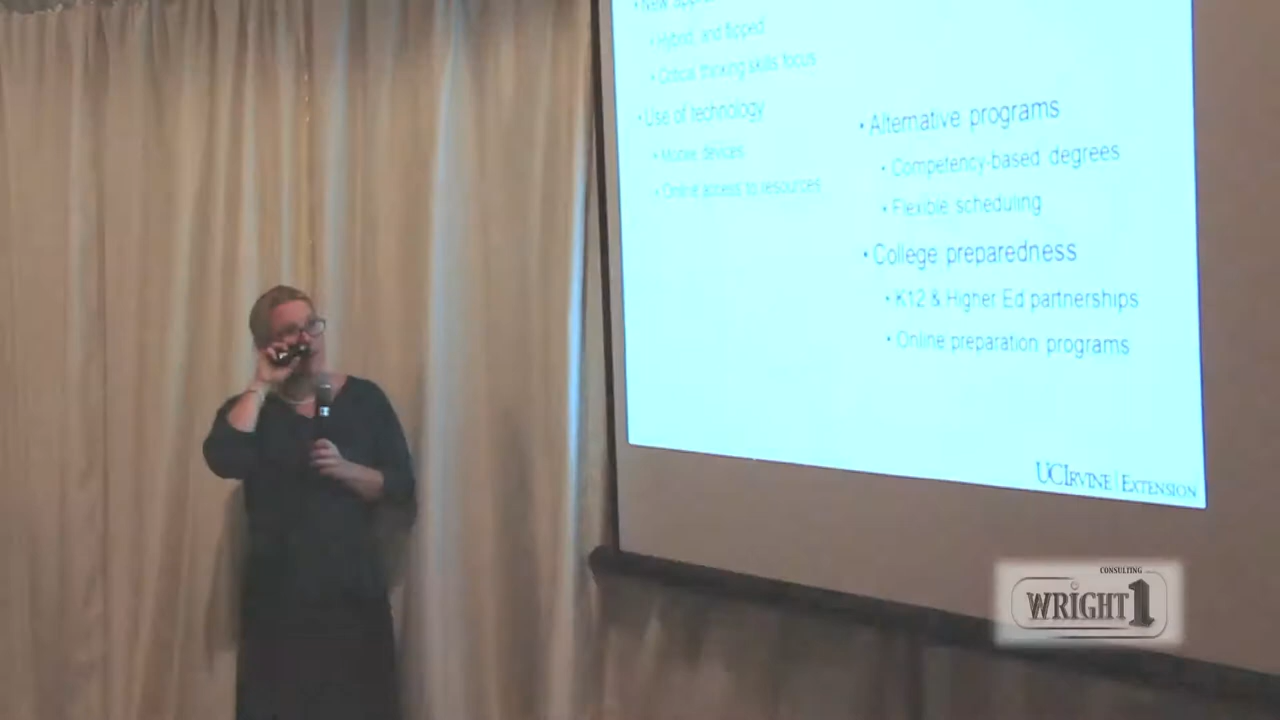 • New
• Hybrid, and flipped
• Critical thinking skills focus
• Use of technology
• Mobile devices
• Online access to resources
• Alternative programs
• Competency-based degrees
• Flexible scheduling
• College preparedness
• K12 & Higher Ed partnerships
• Online preparation programs
UCIRVINE | EXTENSION
CONSULTING
WRiGHT1